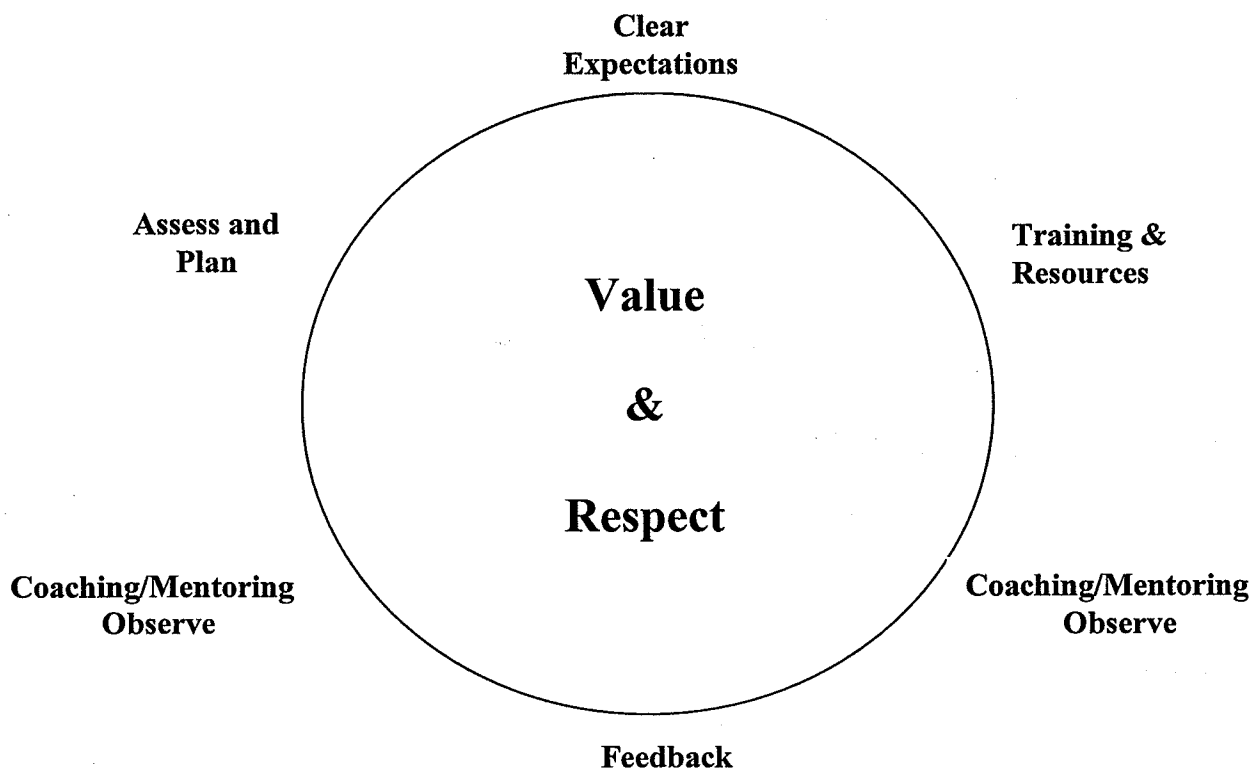 Clear
Expectations
Assess and
Plan
Training &
Resources
Value
&
Respect
Coaching/Mentoring
Observe
Coaching/Mentoring
Observe
Feedback